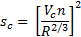 s_c = [V_c n / R^{2/3}]^2